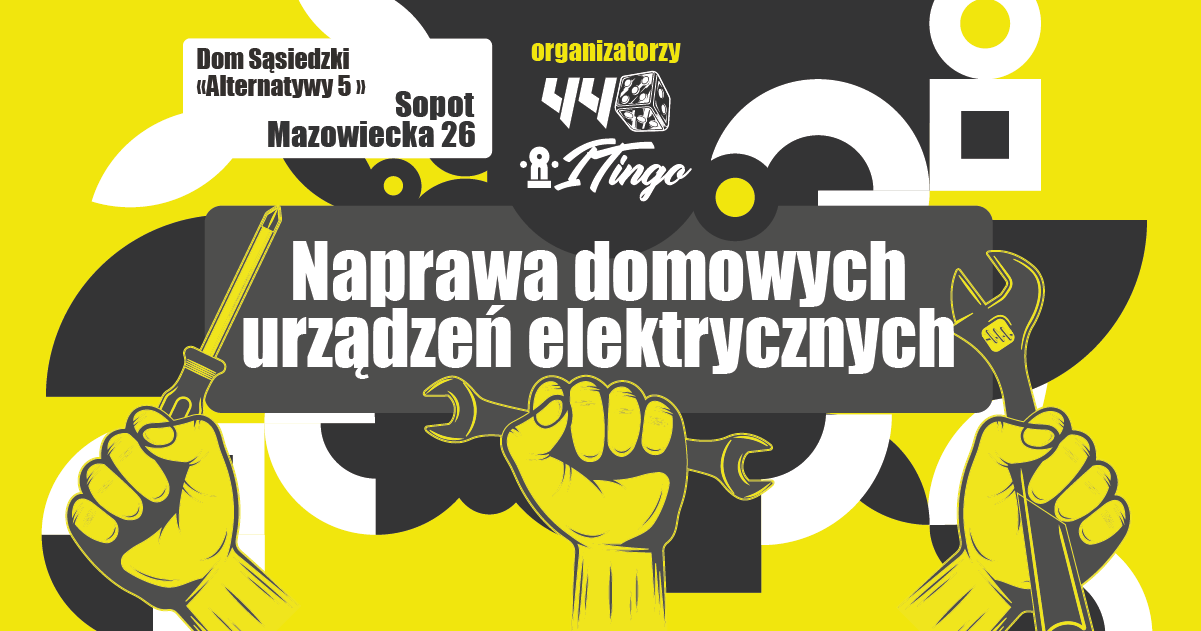 Dom Sąsiedzki
«Alternatywy 5 »
Sopot
Mazowiecka 26
organizatorzy
44
ITingo
Naprawa domowych
urządzeń elektrycznych